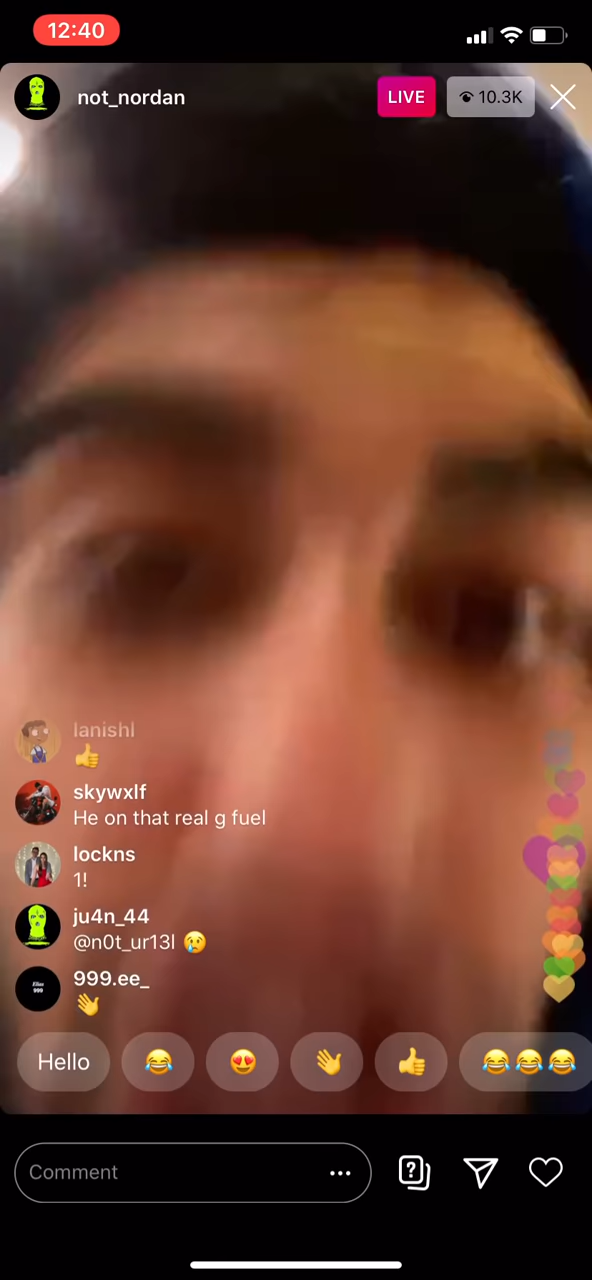 12:40
not_nordan
LIVE
10.3K
lanishl
👍
skywxlf
He on that real g fuel
lockns
1!
ju4n_44
@n0t_ur13l 😢
999.ee_
👋
Hello 😂 😍 👋 👍 😂😂😂
Comment